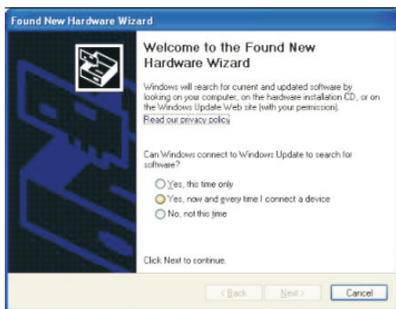 Found New Hardware Wizard
Welcome to the Found New
Hardware Wizard
Windows will search for current and updated software by
looking on your computer, on the hardware installation CD, or on
the Windows Update Web site (with your permission).
Read our privacy policy
Can Windows connect to Windows Update to search for
software?
Yes, this time only
Yes, now and every time I connect a device
No, not this time
Click Next to continue.
< Back Next > Cancel